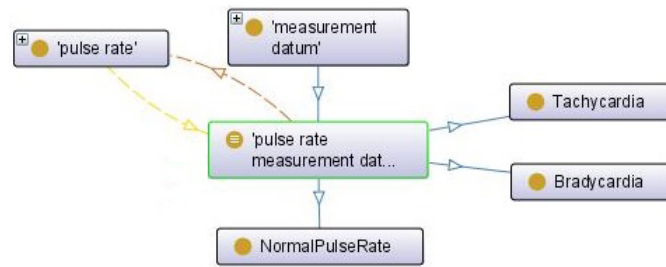 'pulse rate'
'measurement
datum'
Tachycardia
'pulse rate
measurement dat...
Bradycardia
NormalPulseRate